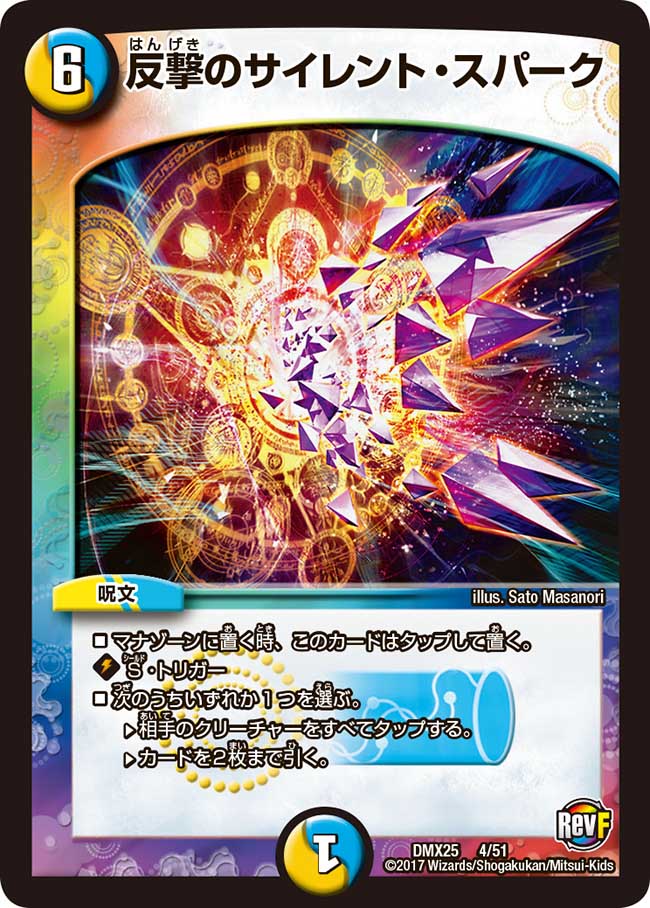 6
はんげき
反撃のサイレント・スパーク
呪文
illus. Sato Masanori
■ マナゾーンに置く時、このカードはタップして置く。
S・トリガー
■ 次のうちいずれか1つを選ぶ。
▶相手のクリーチャーをすべてタップする。
▶カードを2枚まで引く。
1
RevF
DMX25 4/51
©2017 Wizards/Shogakukan/Mitsui-Kids